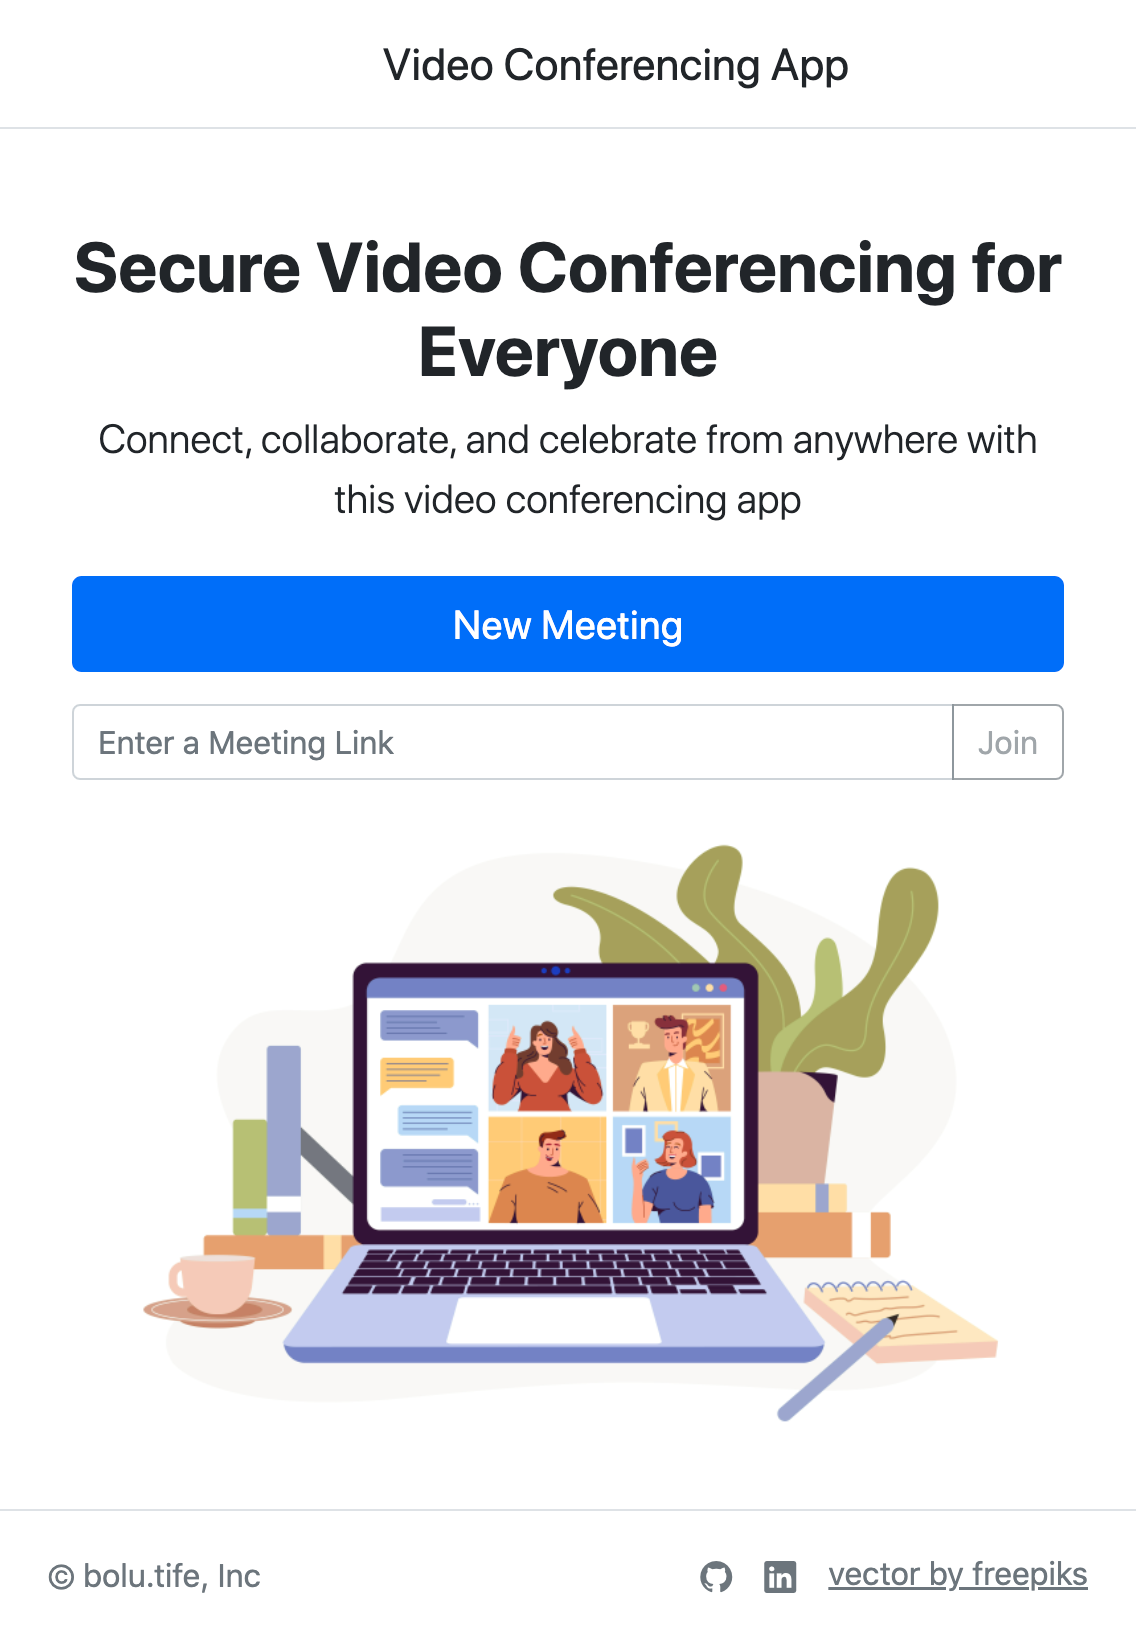 Video Conferencing App
Secure Video Conferencing for
Everyone
Connect, collaborate, and celebrate from anywhere with
this video conferencing app
New Meeting
Enter a Meeting Link
Join
© bolu.tife, Inc
in
vector by freepiks